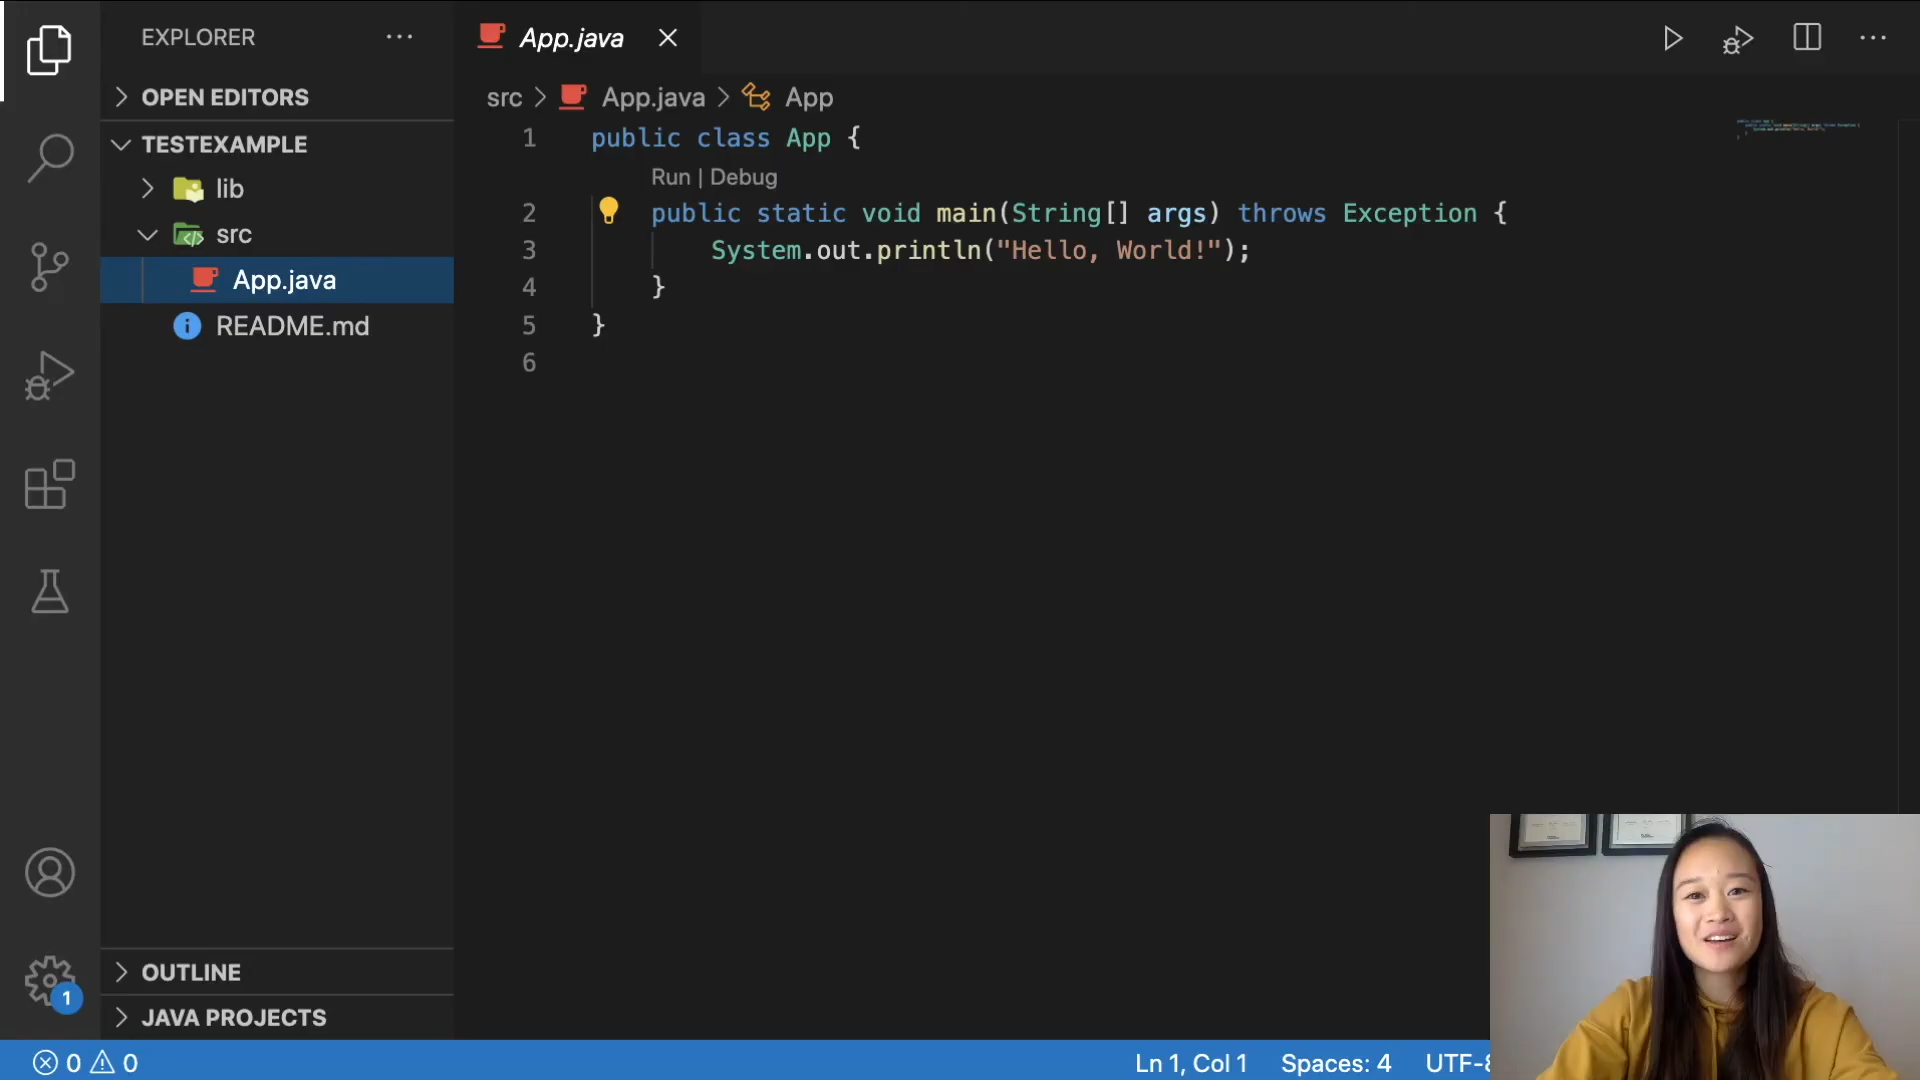 EXPLORER
OPEN EDITORS
TESTEXAMPLE
lib
src
App.java
README.md
OUTLINE
JAVA PROJECTS
App.java
src > App.java > App
1 public class App {
Run | Debug
2 public static void main(String[] args) throws Exception {
3 System.out.println("Hello, World!");
4 }
5 }
6
1
0 0
Ln 1, Col 1 Spaces: 4 UTF-8